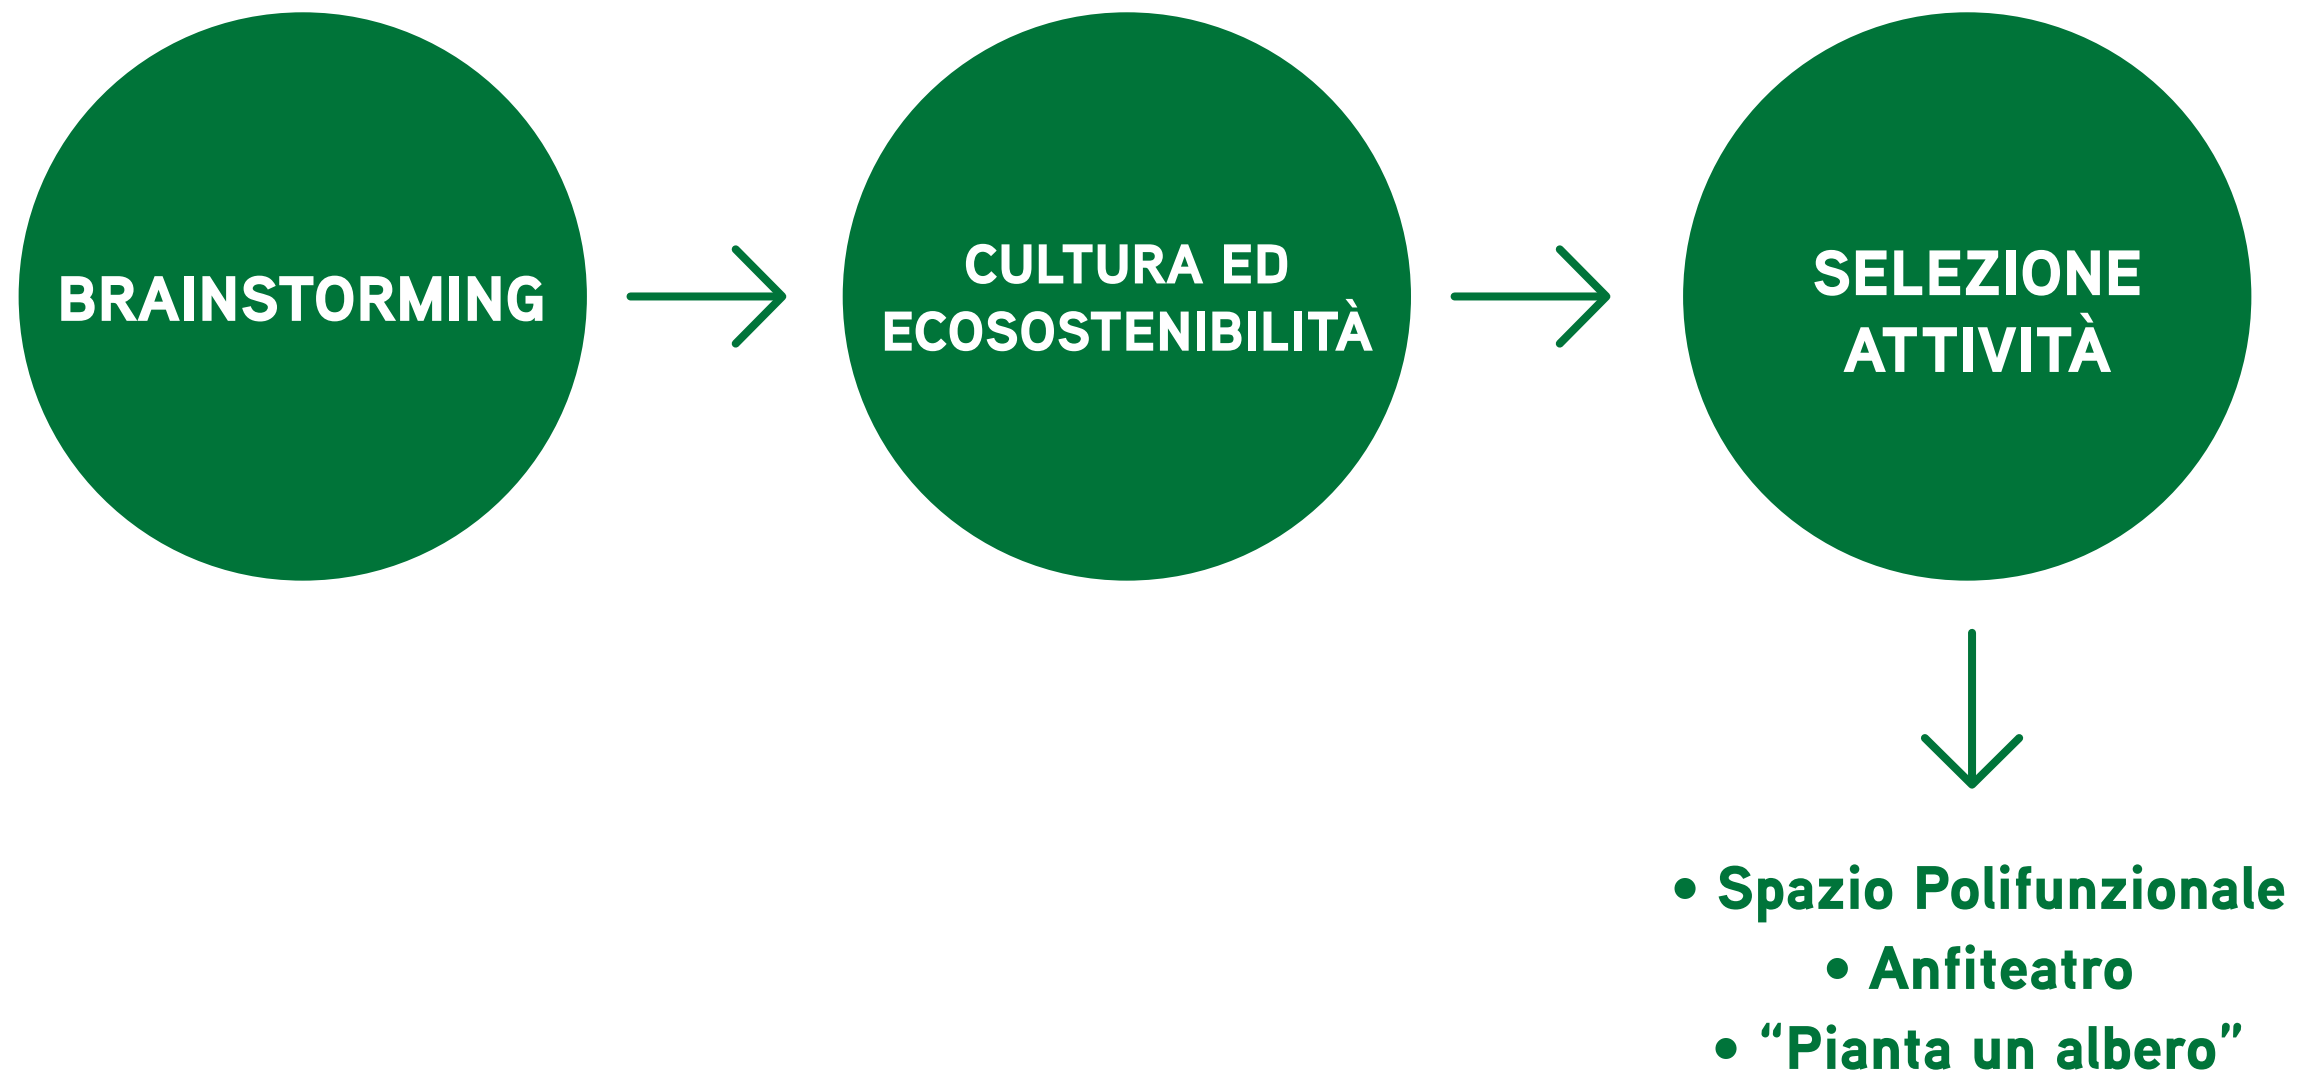 BRAINSTORMING
CULTURA ED
ECOSOSTENIBILITÀ
SELEZIONE
ATTIVITÀ
• Spazio Polifunzionale
• Anfiteatro
• “Pianta un albero”